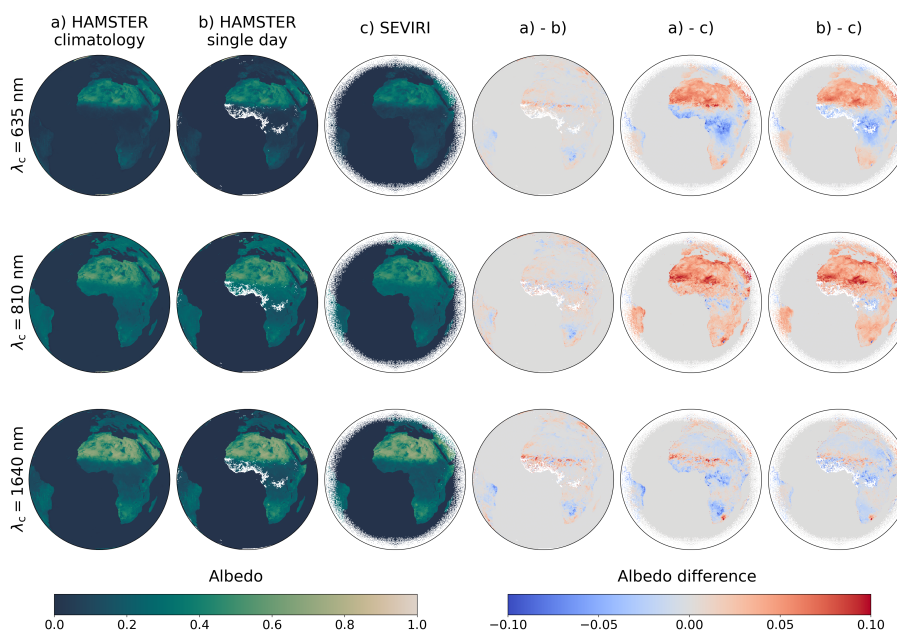 a) HAMSTER
climatology
b) HAMSTER
single day
c) SEVIRI
a) - b)
a) - c)
b) - c)
λc = 635 nm
λc = 810 nm
λc = 1640 nm
Albedo
0.0 0.2 0.4 0.6 0.8 1.0
Albedo difference
−0.10 −0.05 0.00 0.05 0.10